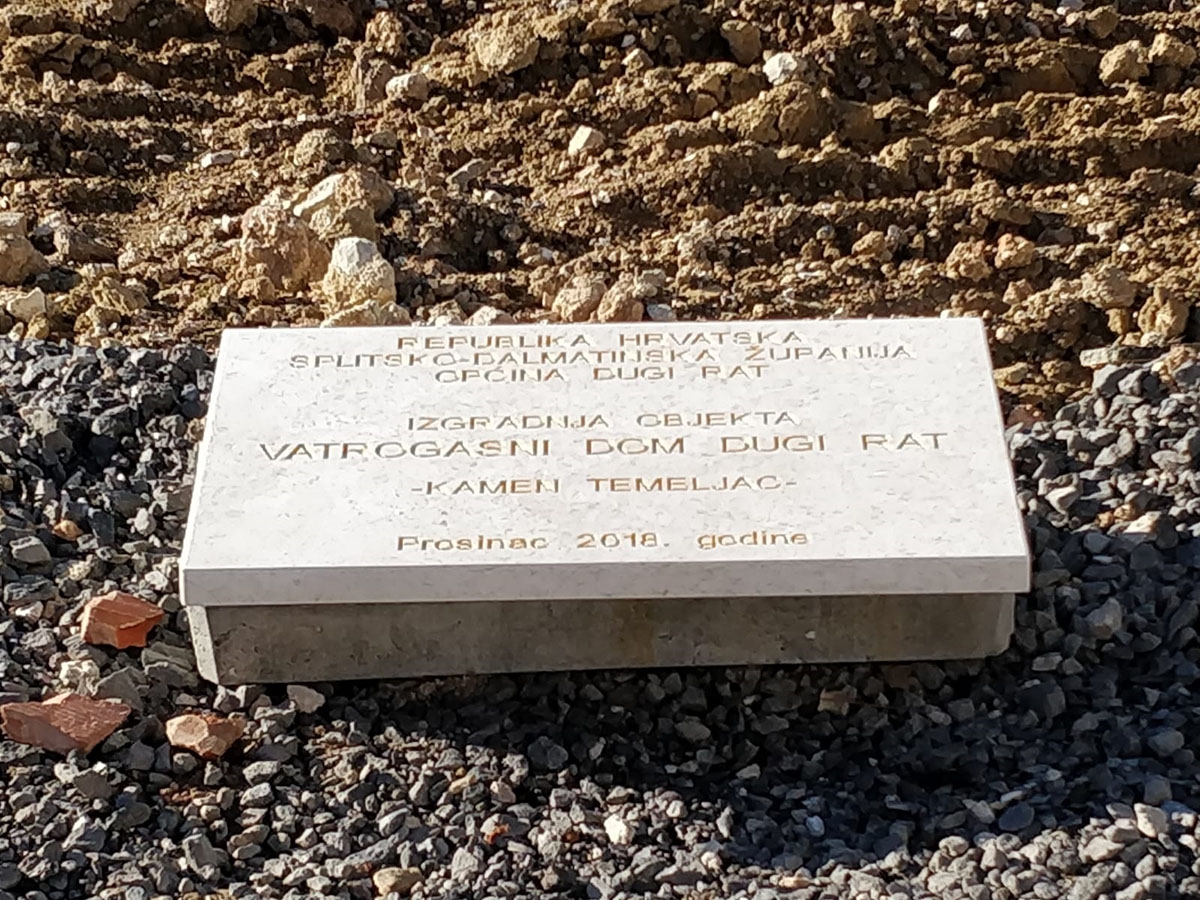 REPUBLIKA HRVATSKA
SPLITSKO-DALMATINSKA ŽUPANIJA
OPĆINA DUGI RAT
IZGRADNJA OBJEKTA
VATROGASNI DOM DUGI RAT
-KAMEN TEMELJAC-
Prosinac 2018. godine